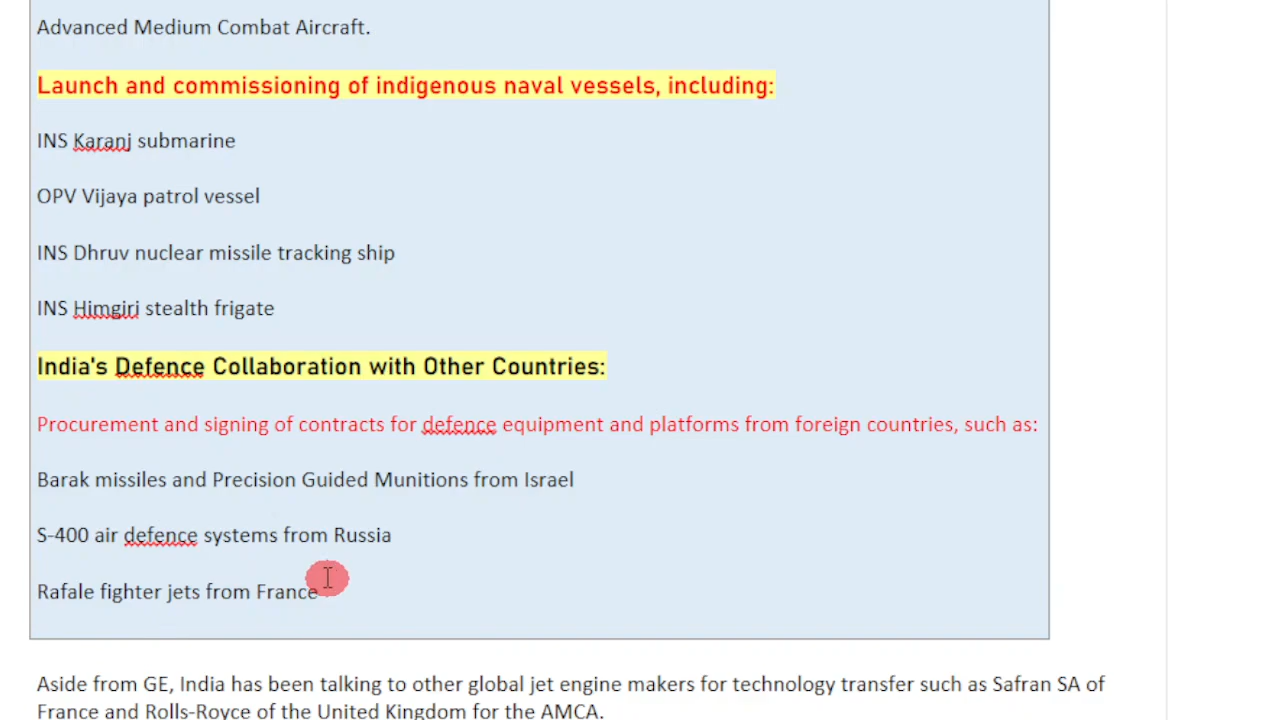 Advanced Medium Combat Aircraft.
Launch and commissioning of indigenous naval vessels, including:
INS Karanj submarine
OPV Vijaya patrol vessel
INS Dhruv nuclear missile tracking ship
INS Himgiri stealth frigate
India's Defence Collaboration with Other Countries:
Procurement and signing of contracts for defence equipment and platforms from foreign countries, such as:
Barak missiles and Precision Guided Munitions from Israel
S-400 air defence systems from Russia
Rafale fighter jets from France
Aside from GE, India has been talking to other global jet engine makers for technology transfer such as Safran SA of
France and Rolls-Royce of the United Kingdom for the AMCA.